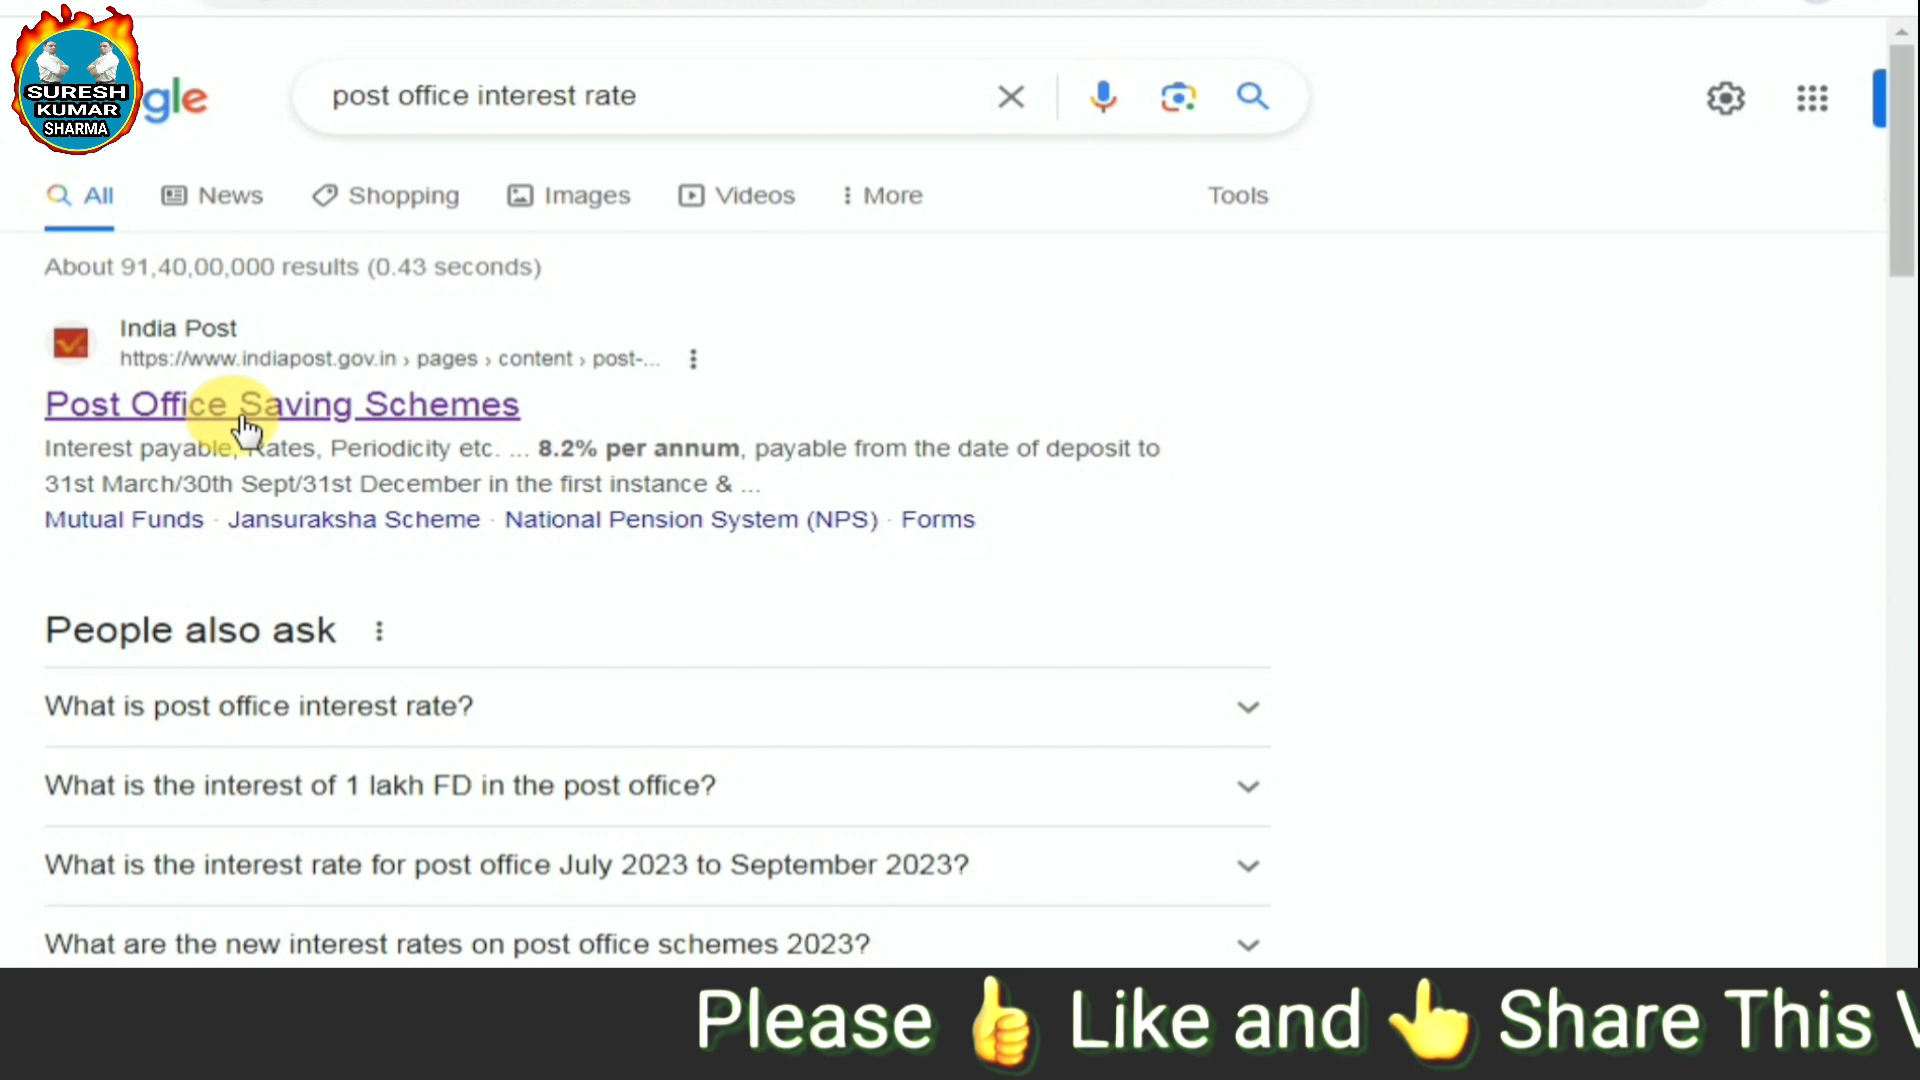 SURESH
KUMAR
SHARMA
gle
post office interest rate
All
News
Shopping
Images
Videos
More
Tools
About 91,40,00,000 results (0.43 seconds)
India Post
https://www.indiapost.gov.in › pages › content › post-...
Post Office Saving Schemes
Interest payable, Rates, Periodicity etc. ... 8.2% per annum, payable from the date of deposit to
31st March/30th Sept/31st December in the first instance & ...
Mutual Funds · Jansuraksha Scheme · National Pension System (NPS) · Forms
People also ask
What is post office interest rate?
What is the interest of 1 lakh FD in the post office?
What is the interest rate for post office July 2023 to September 2023?
What are the new interest rates on post office schemes 2023?
Please 👍 Like and 👆 Share This